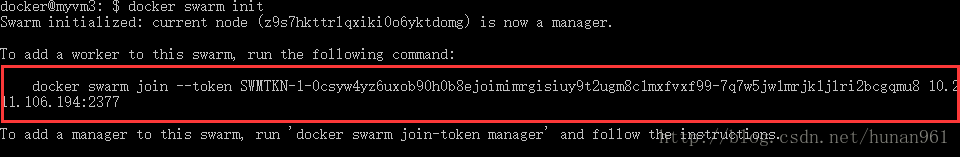 docker@myvm3: $ docker swarm init
Swarm initialized: current node (z9s7hkttrlqxiki0o6yktdomg) is now a manager.
To add a worker to this swarm, run the following command:
docker swarm join --token SWMTKN-1-0csyw4yz6uxob90h0b8ejoimimrgisiuy9t2ugm8c1mxfvxf99-7q7w5jwlmrjkljlri2bcgqmu8 10.2
11.106.194:2377
To add a manager to this swarm, run 'docker swarm join-token manager' and follow the instructions.
http://blog.csdn.net/hunan961